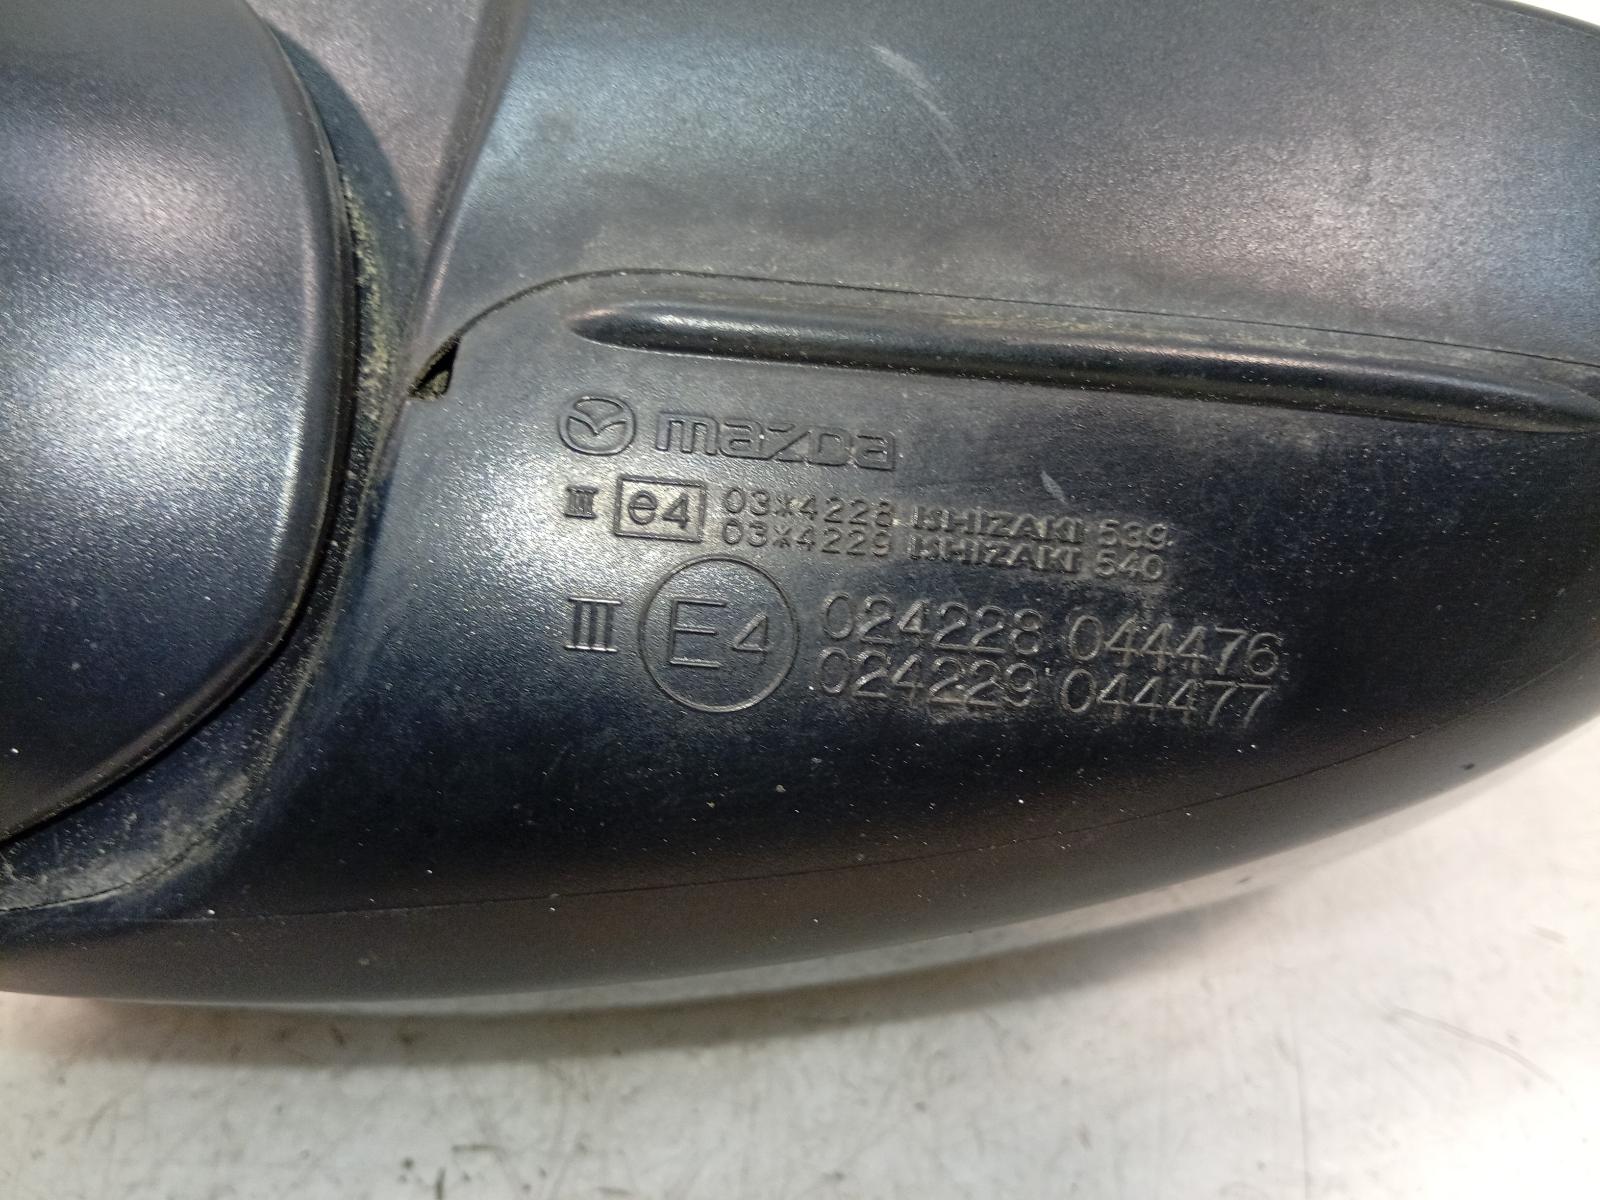 mazda
III e4 03*4228 ISHIZAKI 539
03*4229 ISHIZAKI 540
III E4 024228 044476
024229 044477